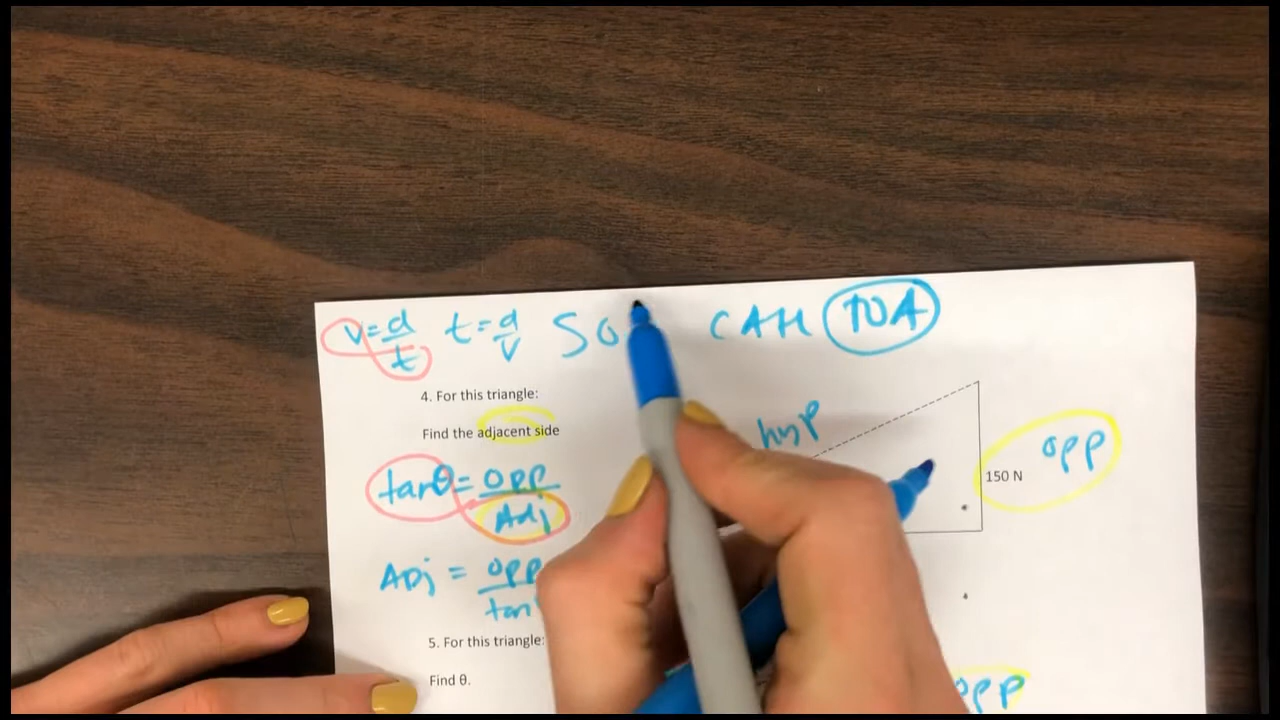 v=d/t t=d/v SO CAH TOA
4. For this triangle:
Find the adjacent side
hyp
opp
150 N
tanθ=opp/Adj
Adj = opp/tan
5. For this triangle:
Find θ.
opp